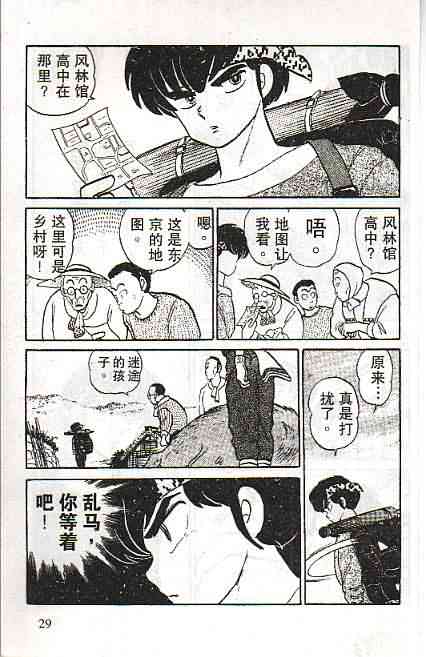 风林馆
高中在
那里？
风林馆
高中？
唔。
地图让
我看。
嗯。
这是东
京的地
图。
这里可是
乡村呀！
原来…
真是打
扰了。
迷途
的孩
子。
乱马，
你等着
吧！
29